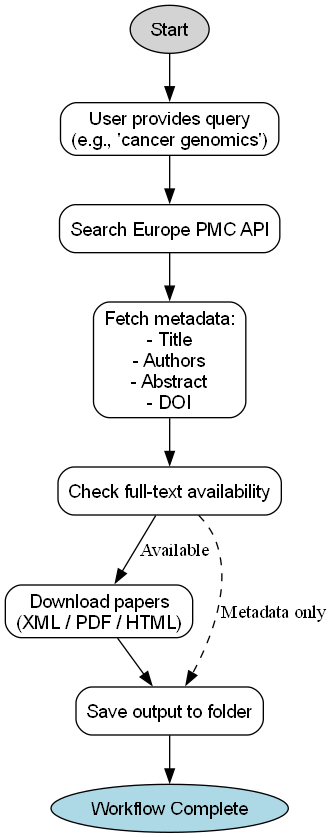 Start
User provides query
(e.g., 'cancer genomics')
Search Europe PMC API
Fetch metadata:
- Title
- Authors
- Abstract
- DOI
Check full-text availability
Available
Download papers
(XML / PDF / HTML)
Metadata only
Save output to folder
Workflow Complete